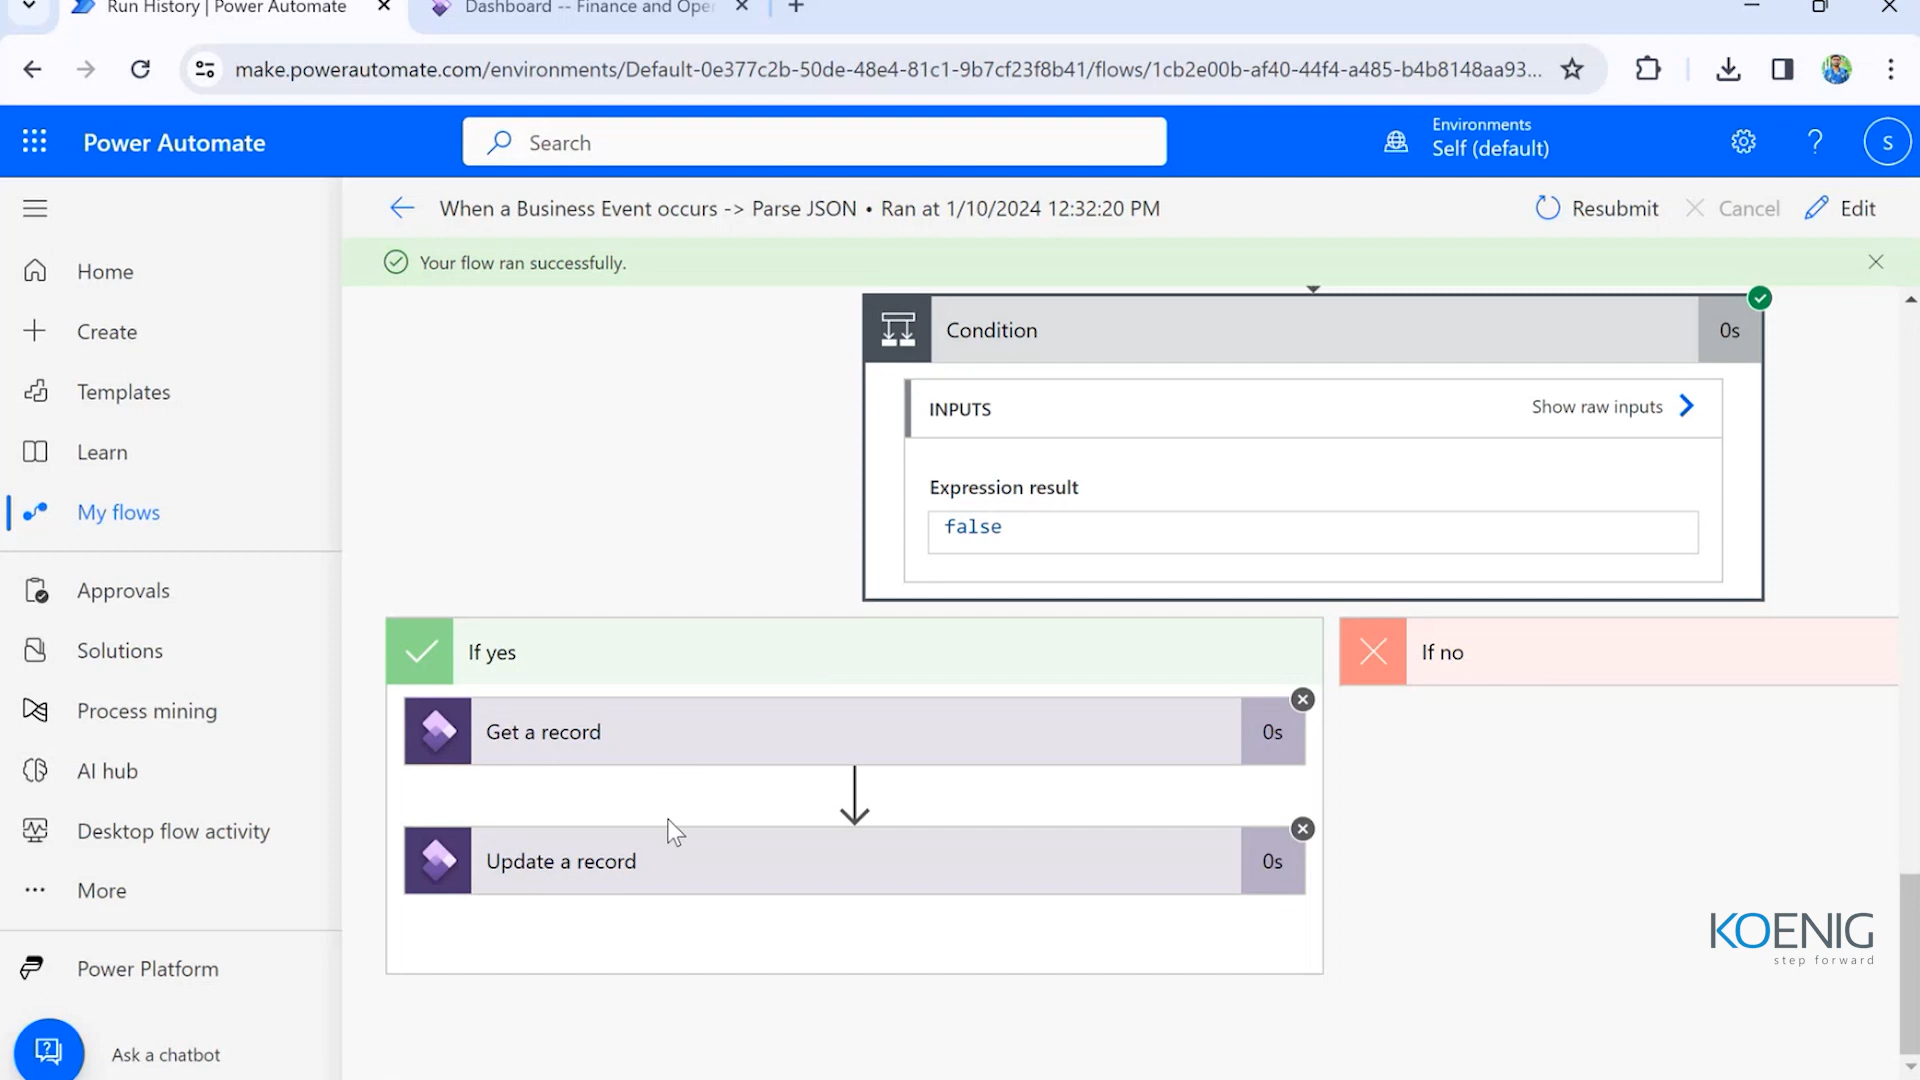 Run History | Power Automate
Dashboard -- Finance and Oper
make.powerautomate.com/environments/Default-0e377c2b-50de-48e4-81c1-9b7cf23f8b41/flows/1cb2e00b-af40-44f4-a485-b4b8148aa93...
Power Automate
Search
Environments
Self (default)
?
S
When a Business Event occurs -> Parse JSON • Ran at 1/10/2024 12:32:20 PM
Resubmit
Cancel
Edit
Your flow ran successfully.
Home
Create
Templates
Learn
My flows
Approvals
Solutions
Process mining
AI hub
Desktop flow activity
More
Power Platform
Ask a chatbot
Condition
0s
INPUTS
Show raw inputs
Expression result
false
If yes
If no
Get a record
0s
Update a record
0s
KOENIG
step forward